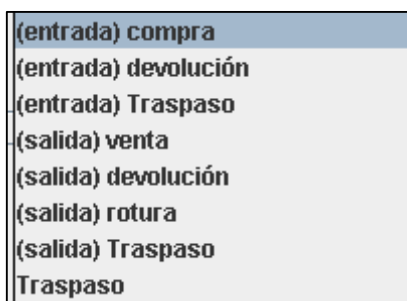 (entrada) compra
(entrada) devolución
(entrada) Traspaso
(salida) venta
(salida) devolución
(salida) rotura
(salida) Traspaso
Traspaso